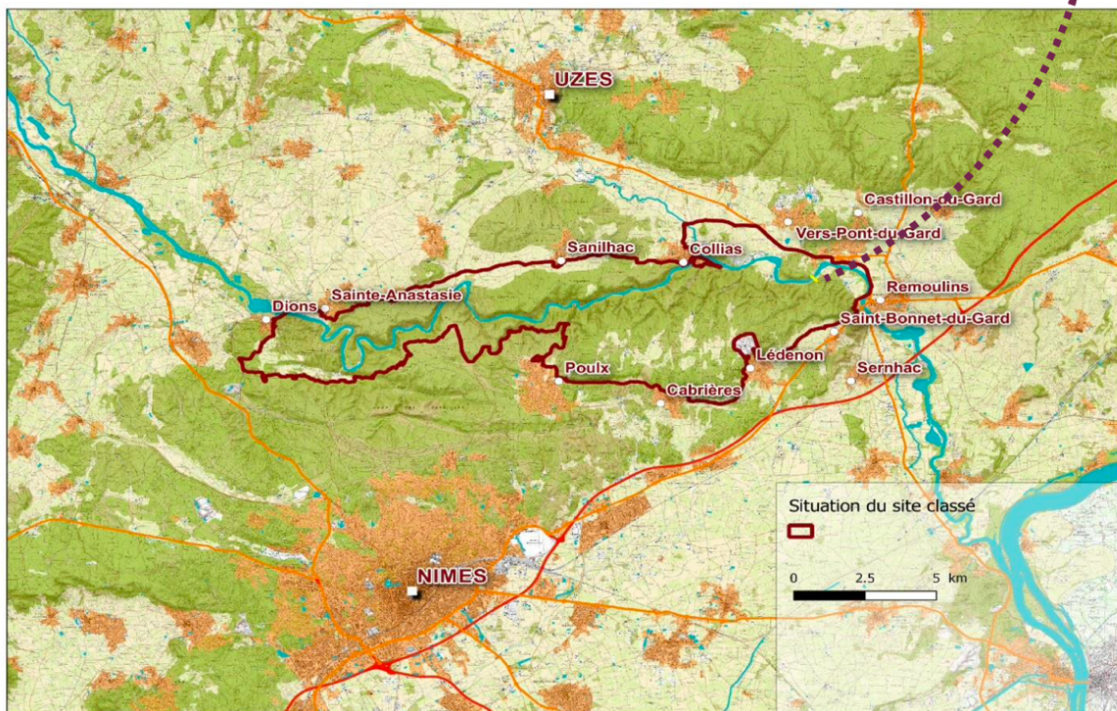 UZES
Castillon-du-Gard
Vers-Pont-du-Gard
Sanilhac
Collias
Remoulins
Sainte-Anastasie
Dions
Saint-Bonnet-du-Gard
Lédenon
Poulx
Sernhac
Cabrières
Situation du site classé
0 2.5 5 km
NIMES